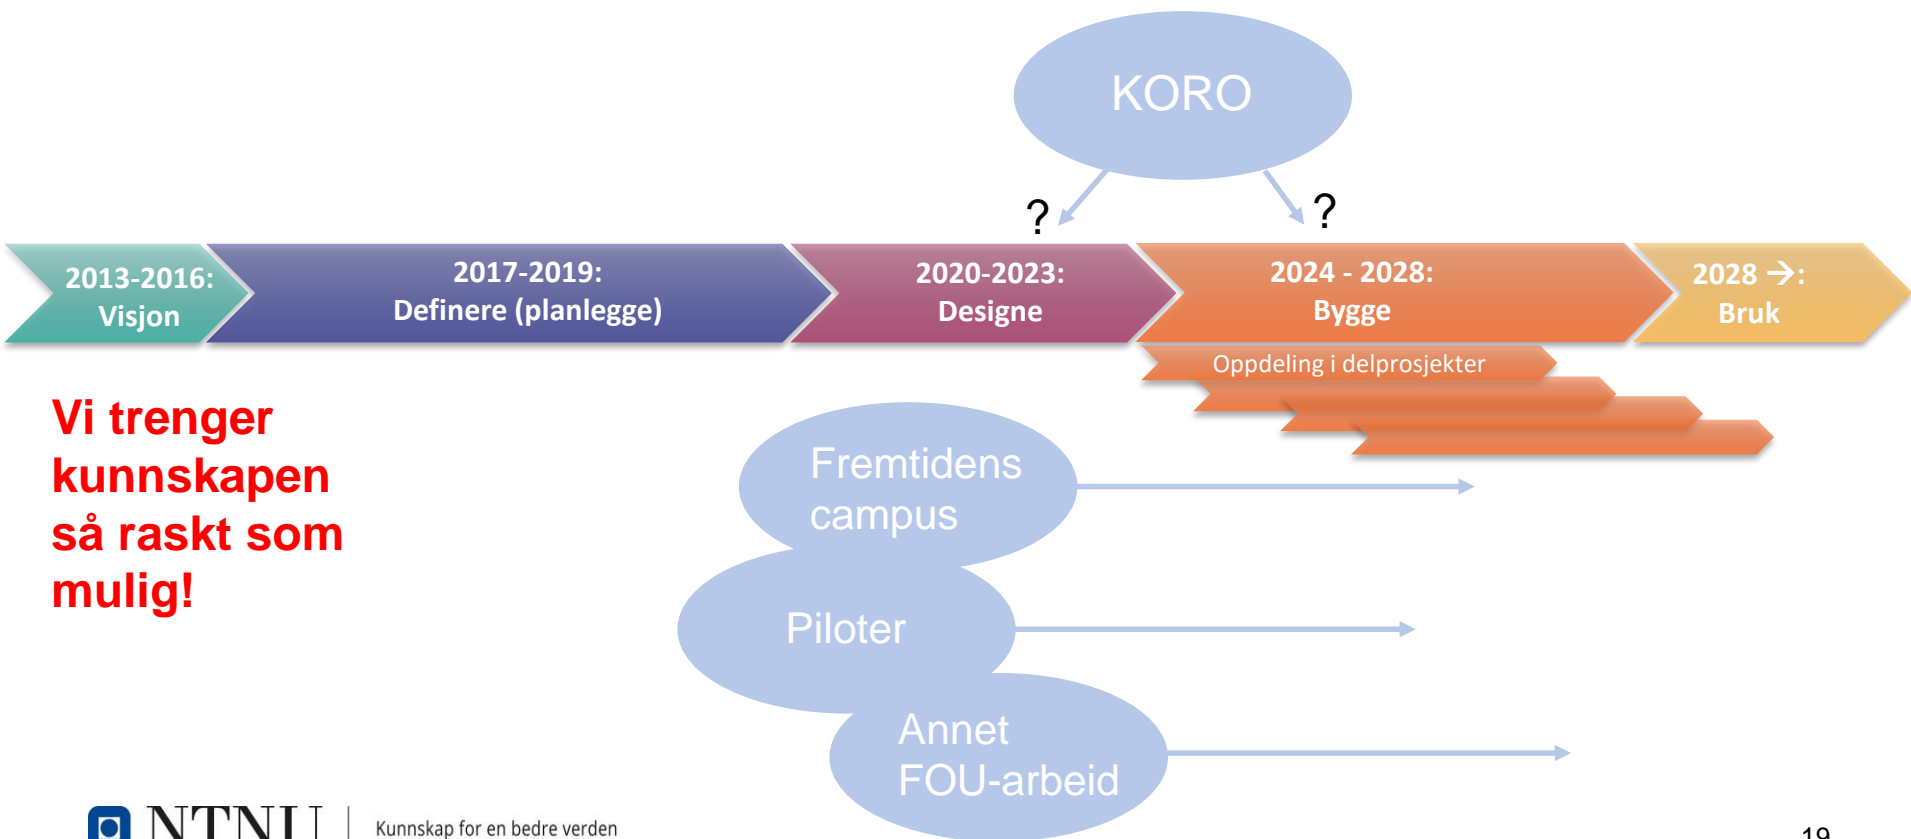 KORO
?
?
2013-2016:
Visjon
2017-2019:
Definere (planlegge)
2020-2023:
Designe
2024 - 2028:
Bygge
2028 →:
Bruk
Oppdeling i delprosjekter
Vi trenger
kunnskapen
så raskt som
mulig!
Fremtidens
campus
Piloter
Annet
FOU-arbeid
NTNU
Kunnskap for en bedre verden
19